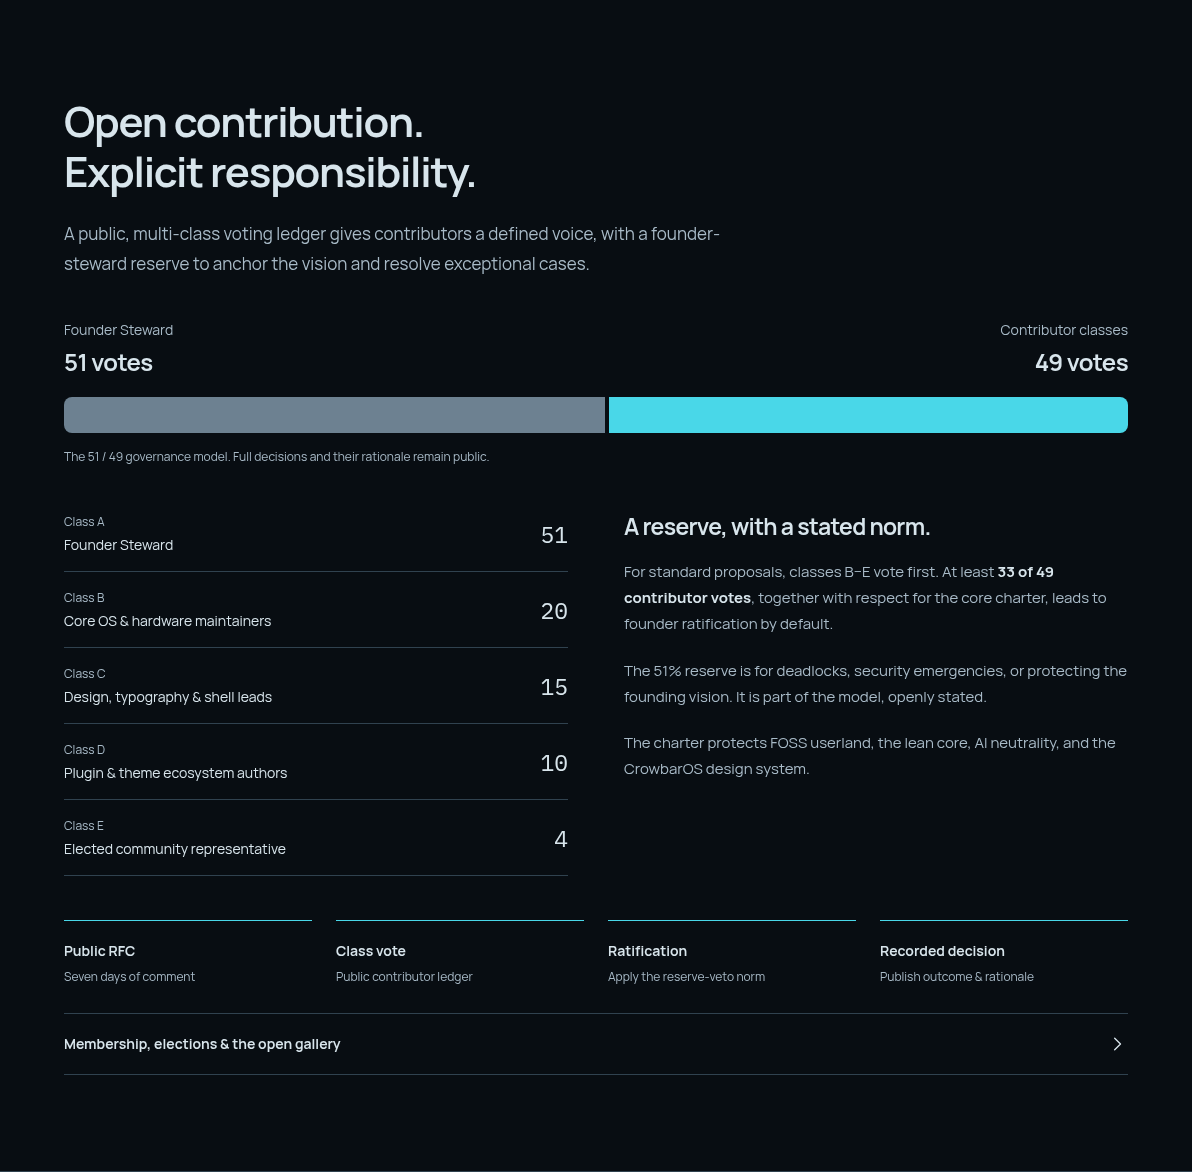 Open contribution.
Explicit responsibility.
A public, multi-class voting ledger gives contributors a defined voice, with a founder-
steward reserve to anchor the vision and resolve exceptional cases.
Founder Steward
51 votes
Contributor classes
49 votes
The 51 / 49 governance model. Full decisions and their rationale remain public.
Class A
Founder Steward
51
Class B
Core OS & hardware maintainers
20
Class C
Design, typography & shell leads
15
Class D
Plugin & theme ecosystem authors
10
Class E
Elected community representative
4
A reserve, with a stated norm.
For standard proposals, classes B–E vote first. At least 33 of 49
contributor votes, together with respect for the core charter, leads to
founder ratification by default.
The 51% reserve is for deadlocks, security emergencies, or protecting the
founding vision. It is part of the model, openly stated.
The charter protects FOSS userland, the lean core, AI neutrality, and the
CrowbarOS design system.
Public RFC
Seven days of comment
Class vote
Public contributor ledger
Ratification
Apply the reserve-veto norm
Recorded decision
Publish outcome & rationale
Membership, elections & the open gallery